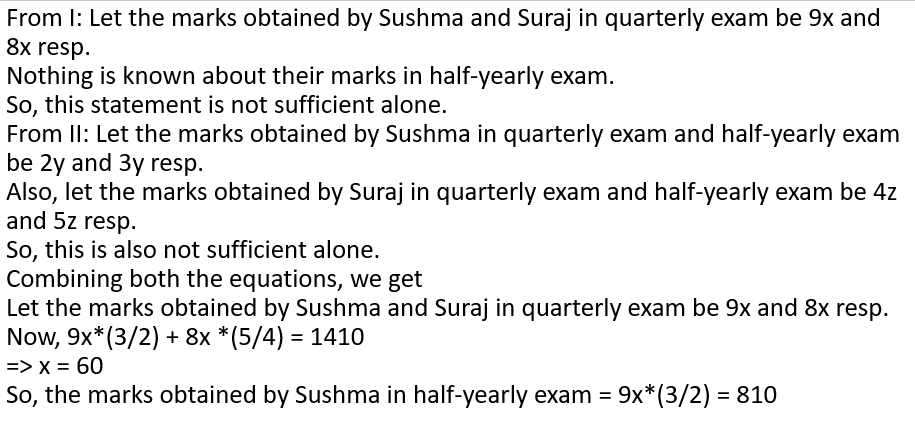 From I: Let the marks obtained by Sushma and Suraj in quarterly exam be 9x and
8x resp.
Nothing is known about their marks in half-yearly exam.
So, this statement is not sufficient alone.
From II: Let the marks obtained by Sushma in quarterly exam and half-yearly exam
be 2y and 3y resp.
Also, let the marks obtained by Suraj in quarterly exam and half-yearly exam be 4z
and 5z resp.
So, this is also not sufficient alone.
Combining both the equations, we get
Let the marks obtained by Sushma and Suraj in quarterly exam be 9x and 8x resp.
Now, 9x*(3/2) + 8x *(5/4) = 1410
=> x = 60
So, the marks obtained by Sushma in half-yearly exam = 9x*(3/2) = 810